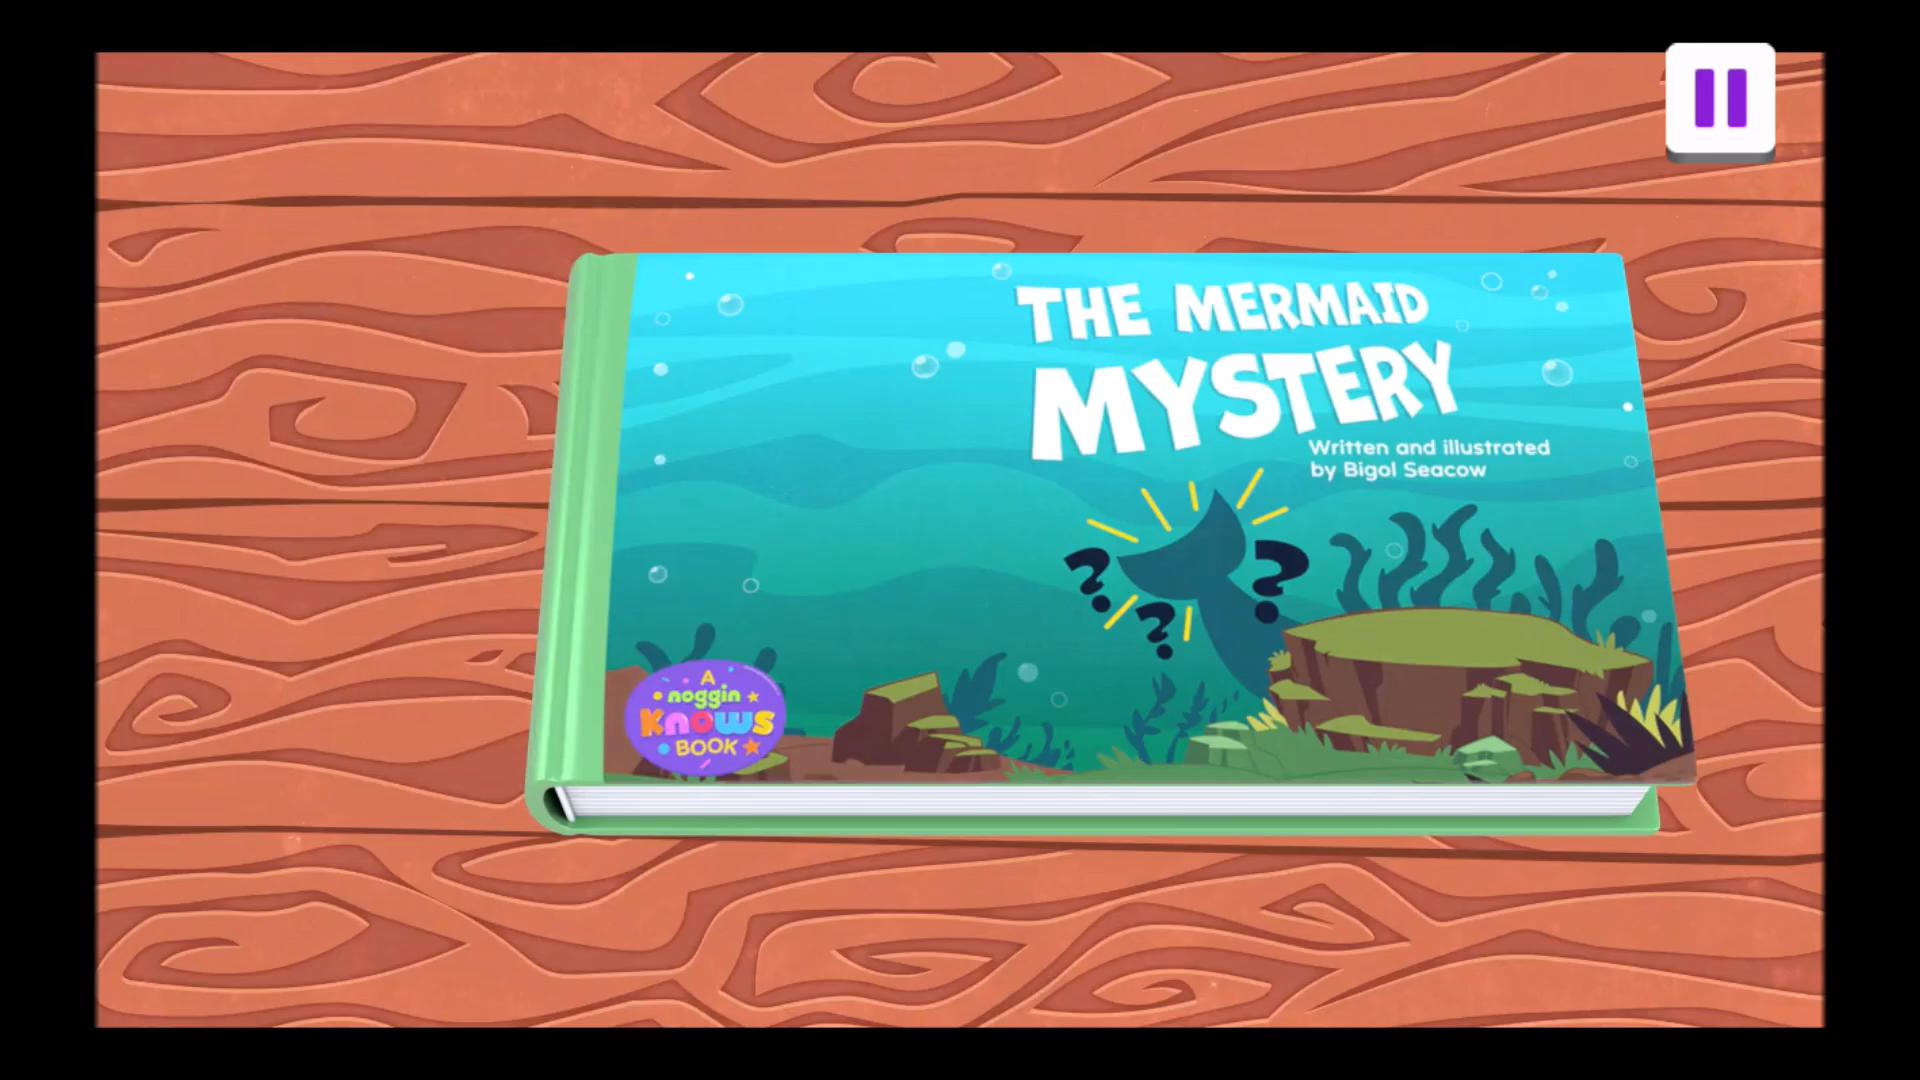 THE MERMAID
MYSTERY
Written and illustrated
by Bigol Seacow
? ? ?
A
noggin
KNOWS
BOOK